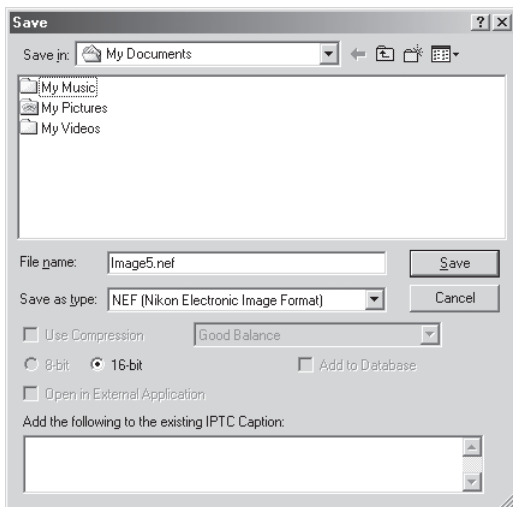 Save
Save in: My Documents
My Music
My Pictures
My Videos
File name: Image5.nef Save
Save as type: NEF (Nikon Electronic Image Format) Cancel
Use Compression Good Balance
8-bit 16-bit Add to Database
Open in External Application
Add the following to the existing IPTC Caption: